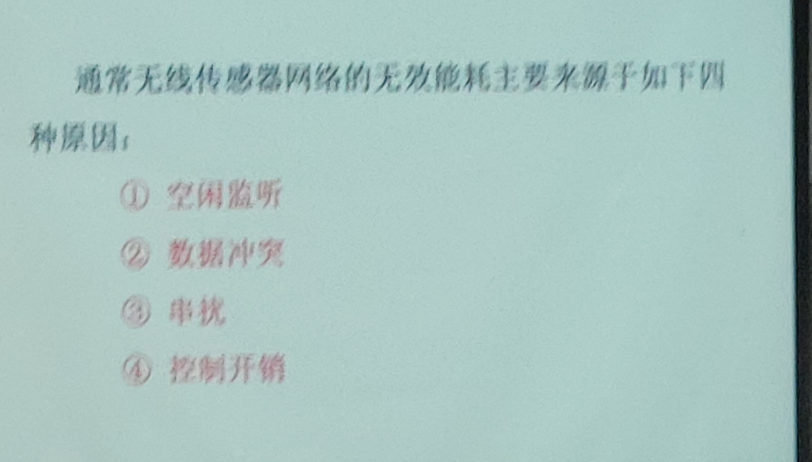 通常无线传感器网络的无效能耗主要来源于如下四
种原因：
① 空闲监听
② 数据冲突
③ 串扰
④ 控制开销